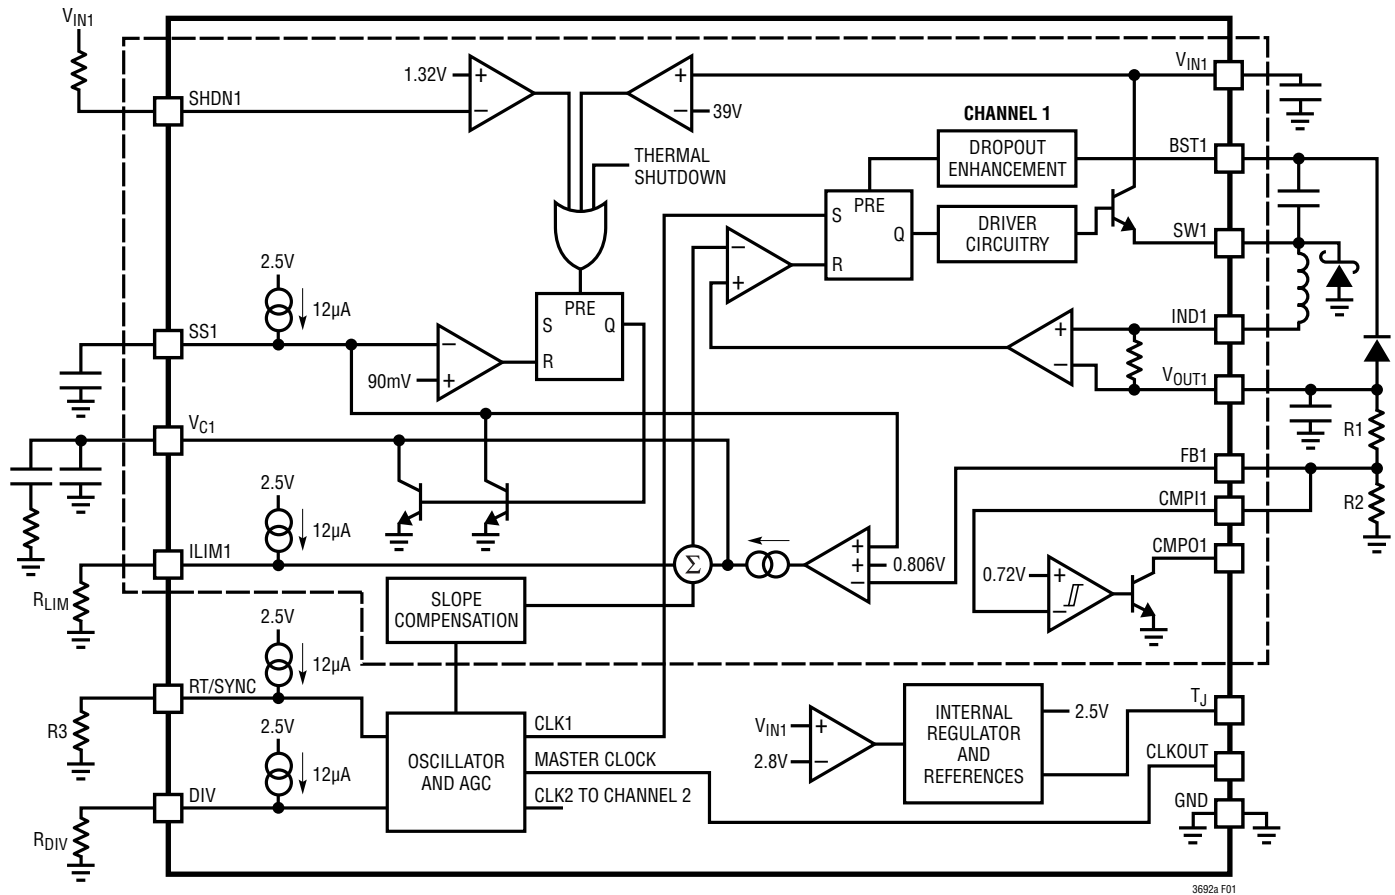 VIN1
SHDN1
1.32V
+
–
+
–
39V
VIN1
CHANNEL 1
DROPOUT
ENHANCEMENT
BST1
THERMAL
SHUTDOWN
S
PRE
Q
R
DRIVER
CIRCUITRY
SW1
–
+
2.5V
12µA
SS1
–
+
90mV
S
PRE
Q
R
+
–
IND1
VOUT1
VC1
R1
FB1
CMPI1
R2
2.5V
12µA
ILIM1
RLIM
Σ
+
+
–
0.806V
CMPO1
0.72V
+
–
SLOPE
COMPENSATION
2.5V
12µA
RT/SYNC
R3
2.5V
12µA
DIV
RDIV
OSCILLATOR
AND AGC
CLK1
MASTER CLOCK
CLK2 TO CHANNEL 2
VIN1
+
2.8V
–
INTERNAL
REGULATOR
AND
REFERENCES
2.5V
TJ
CLKOUT
GND
3692a F01